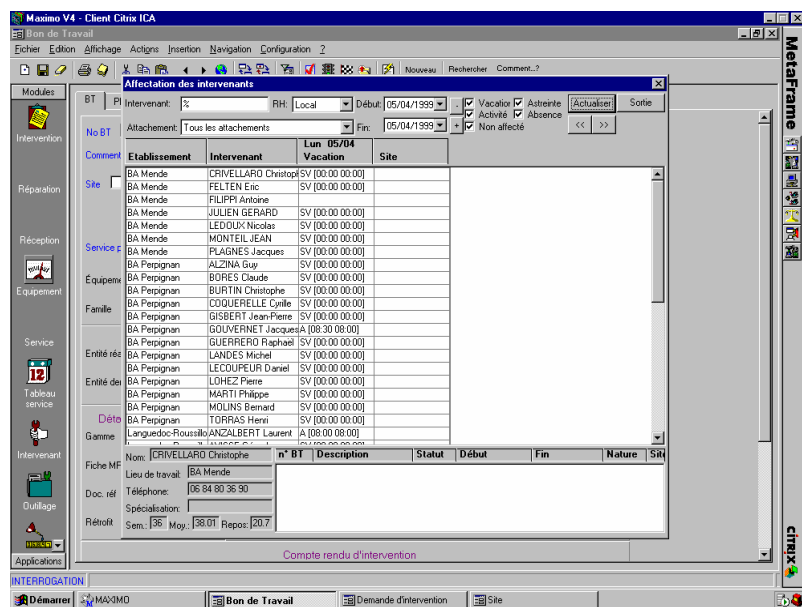 Maximo V4 - Client Citrix ICA
Bon de Travail
Fichier Edition Affichage Actions Insertion Navigation Configuration ?
Nouveau Rechercher Comment..?
MetaFrame
Modules
Intervention
Réparation
Réception
Equipement
Service
12
Tableau service
Intervenant
Outillage
Applications
BT
No BT
Comment
Site
Service
Équipeme
Famille
Entité réa
Entité de
Déta
Gamme
Fiche MF
Doc. réf
Rétrofit
Affectation des intervenants
Intervenant: % RH: Local Début: 05/04/1999 - Vacation Astreinte Actualiser Sortie
Activité Absence
Attachement: Tous les attachements Fin: 05/04/1999 + Non affecté << >>
Lun 05/04
Etablissement Intervenant Vacation Site
BA Mende CRIVELLARO Christoph SV [00:00 00:00]
BA Mende FELTEN Eric SV [00:00 00:00]
BA Mende FILIPPI Antoine
BA Mende JULIEN GERARD SV [00:00 00:00]
BA Mende LEDOUX Nicolas SV [00:00 00:00]
BA Mende MONTEIL JEAN SV [00:00 00:00]
BA Mende PLAGNES Jacques SV [00:00 00:00]
BA Perpignan ALZINA Guy SV [00:00 00:00]
BA Perpignan BORES Claude SV [00:00 00:00]
BA Perpignan BURTIN Christophe SV [00:00 00:00]
BA Perpignan COQUERELLE Cyrille SV [00:00 00:00]
BA Perpignan GISBERT Jean-Pierre SV [00:00 00:00]
BA Perpignan GOUVERNET Jacques A [08:30 08:00]
BA Perpignan GUERRERO Raphaël SV [00:00 00:00]
BA Perpignan LANDES Michel SV [00:00 00:00]
BA Perpignan LECOUPEUR Daniel SV [00:00 00:00]
BA Perpignan LOHEZ Pierre SV [00:00 00:00]
BA Perpignan MARTI Philippe SV [00:00 00:00]
BA Perpignan MOLINS Bernard SV [00:00 00:00]
BA Perpignan TORRAS Henri SV [00:00 00:00]
Languedoc-Roussillo ANZALBERT Laurent A [08:00 08:00]
Nom: CRIVELLARO Christophe
Lieu de travail: BA Mende
Téléphone: 06 84 80 36 90
Spécialisation:
Sem.: 36 Moy.: 38.01 Repos: 20.7
n° BT Description Statut Début Fin Nature Site
Compte rendu d'intervention
CITRIX
INTERROGATION
Démarrer MAXIMO Bon de Travail Demande d'intervention Site